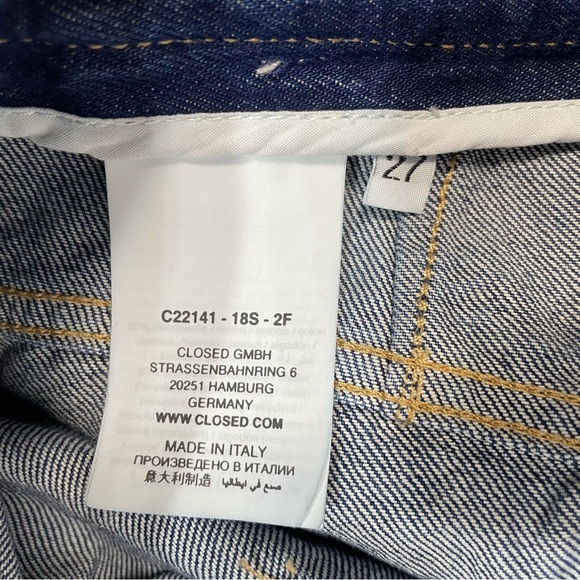 27
C22141 - 18S - 2F
CLOSED GMBH
STRASSENBAHNRING 6
20251 HAMBURG
GERMANY
WWW.CLOSED.COM
MADE IN ITALY
ПРОИЗВЕДЕНО В ИТАЛИИ
意大利制造 صنع في ايطاليا